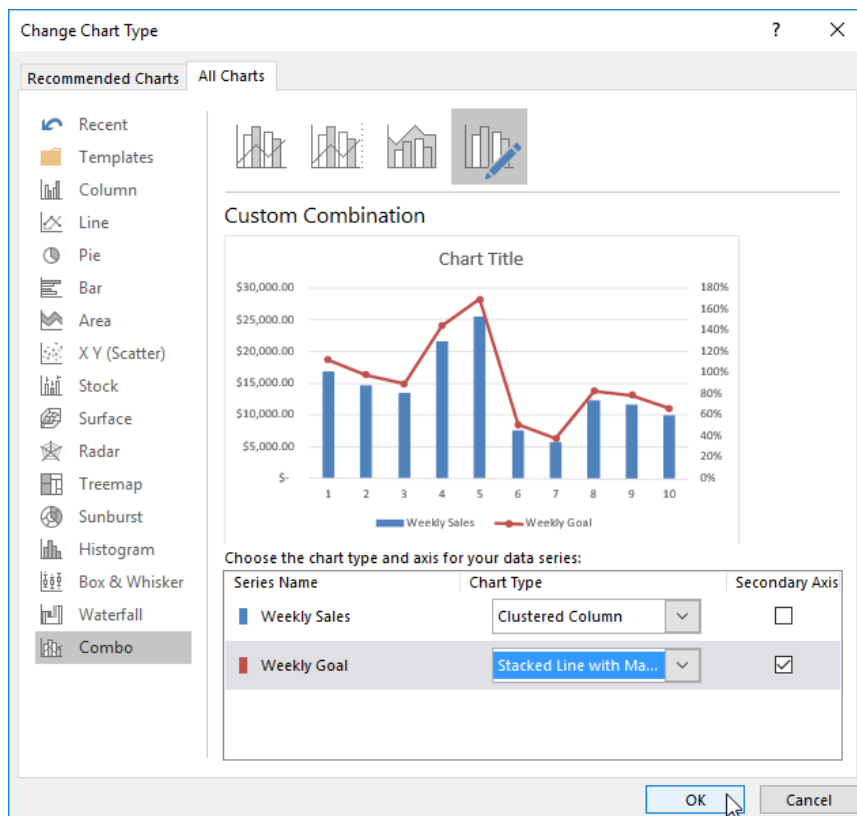 Change Chart Type ? ×
Recommended Charts All Charts
Recent
Templates
Column
Line
Pie
Bar
Area
X Y (Scatter)
Stock
Surface
Radar
Treemap
Sunburst
Histogram
Box & Whisker
Waterfall
Combo
Custom Combination
Chart Title
$30,000.00 180%
160%
$25,000.00
140%
$20,000.00 120%
$15,000.00 100%
80%
$10,000.00 60%
$5,000.00 40%
20%
$- 0%
1 2 3 4 5 6 7 8 9 10
Weekly Sales Weekly Goal
Choose the chart type and axis for your data series:
Series Name Chart Type Secondary Axis
Weekly Sales Clustered Column
Weekly Goal Stacked Line with Ma...
OK Cancel